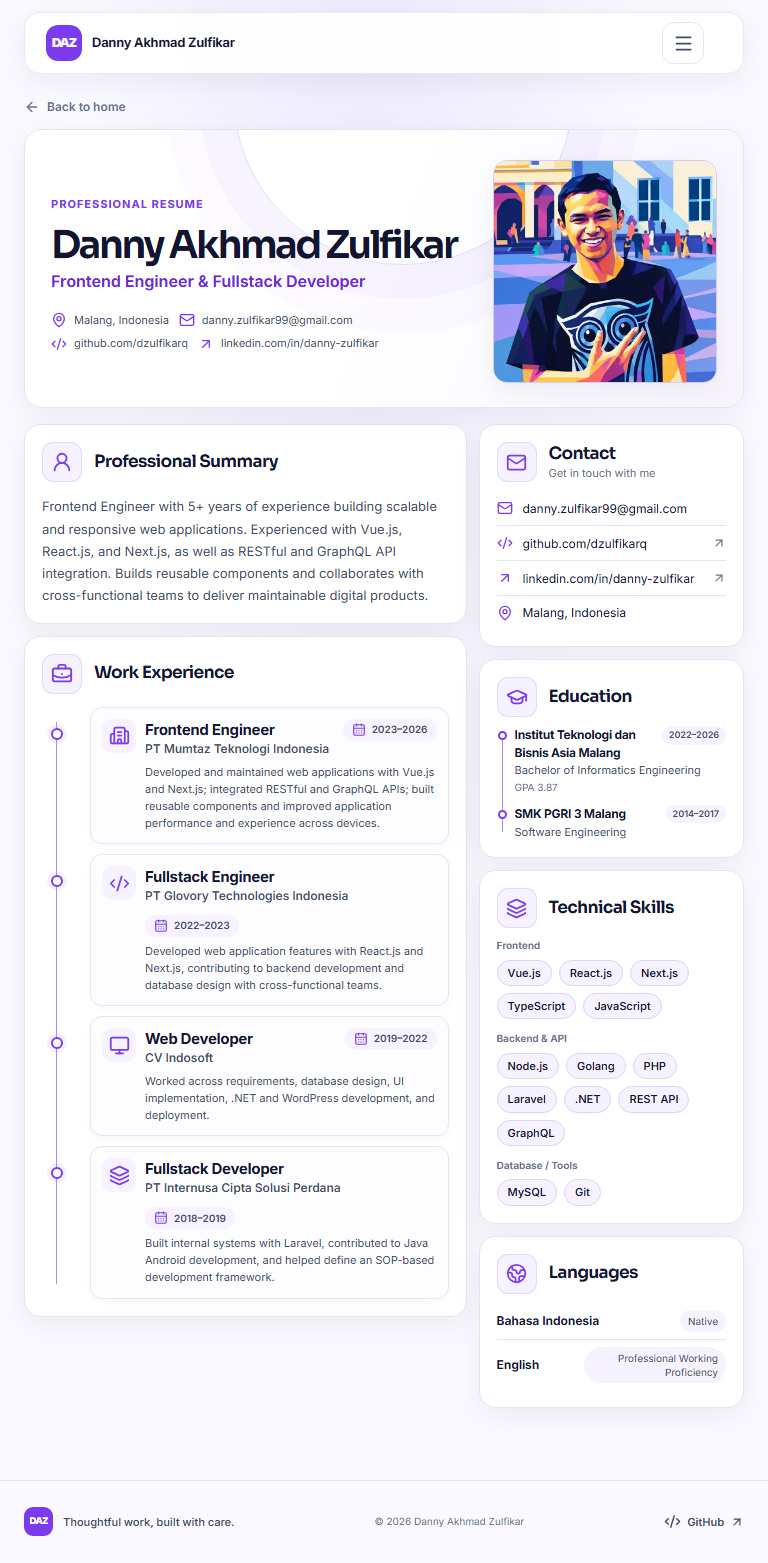 DAZ Danny Akhmad Zulfikar
Back to home
PROFESSIONAL RESUME
Danny Akhmad Zulfikar
Frontend Engineer & Fullstack Developer
Malang, Indonesia danny.zulfikar99@gmail.com
github.com/dzulfikarq linkedin.com/in/danny-zulfikar
Professional Summary
Frontend Engineer with 5+ years of experience building scalable
and responsive web applications. Experienced with Vue.js,
React.js, and Next.js, as well as RESTful and GraphQL API
integration. Builds reusable components and collaborates with
cross-functional teams to deliver maintainable digital products.
Work Experience
Frontend Engineer 2023–2026
PT Mumtaz Teknologi Indonesia
Developed and maintained web applications with Vue.js
and Next.js; integrated RESTful and GraphQL APIs; built
reusable components and improved application
performance and experience across devices.
Fullstack Engineer
PT Glovory Technologies Indonesia
2022–2023
Developed web application features with React.js and
Next.js, contributing to backend development and
database design with cross-functional teams.
Web Developer 2019–2022
CV Indosoft
Worked across requirements, database design, UI
implementation, .NET and WordPress development, and
deployment.
Fullstack Developer
PT Internusa Cipta Solusi Perdana
2018–2019
Built internal systems with Laravel, contributed to Java
Android development, and helped define an SOP-based
development framework.
Contact
Get in touch with me
danny.zulfikar99@gmail.com
github.com/dzulfikarq
linkedin.com/in/danny-zulfikar
Malang, Indonesia
Education
Institut Teknologi dan 2022–2026
Bisnis Asia Malang
Bachelor of Informatics Engineering
GPA 3.87
SMK PGRI 3 Malang 2014–2017
Software Engineering
Technical Skills
Frontend
Vue.js React.js Next.js
TypeScript JavaScript
Backend & API
Node.js Golang PHP
Laravel .NET REST API
GraphQL
Database / Tools
MySQL Git
Languages
Bahasa Indonesia Native
English Professional Working
Proficiency
DAZ Thoughtful work, built with care. © 2026 Danny Akhmad Zulfikar GitHub